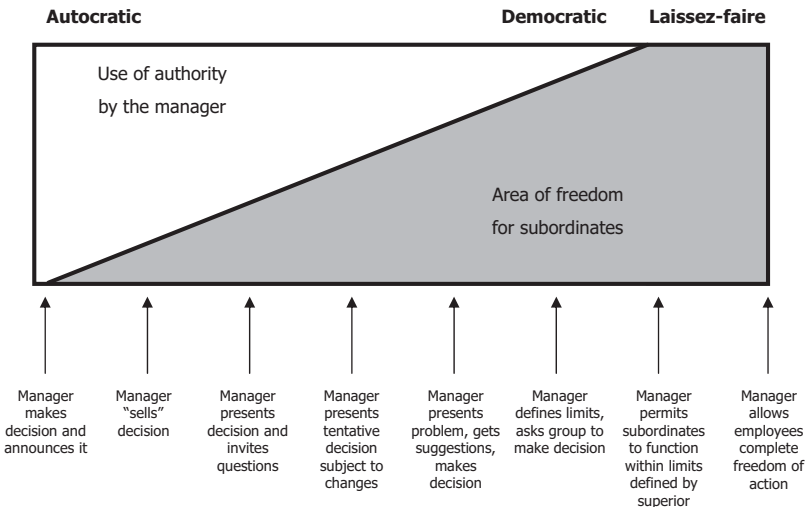 Autocratic
Democratic
Laissez-faire
Use of authority
by the manager
Area of freedom
for subordinates
Manager
makes
decision and
announces it
Manager
“sells”
decision
Manager
presents
decision and
invites
questions
Manager
presents
tentative
decision
subject to
changes
Manager
presents
problem, gets
suggestions,
makes
decision
Manager
defines limits,
asks group to
make decision
Manager
permits
subordinates
to function
within limits
defined by
superior
Manager
allows
employees
complete
freedom of
action